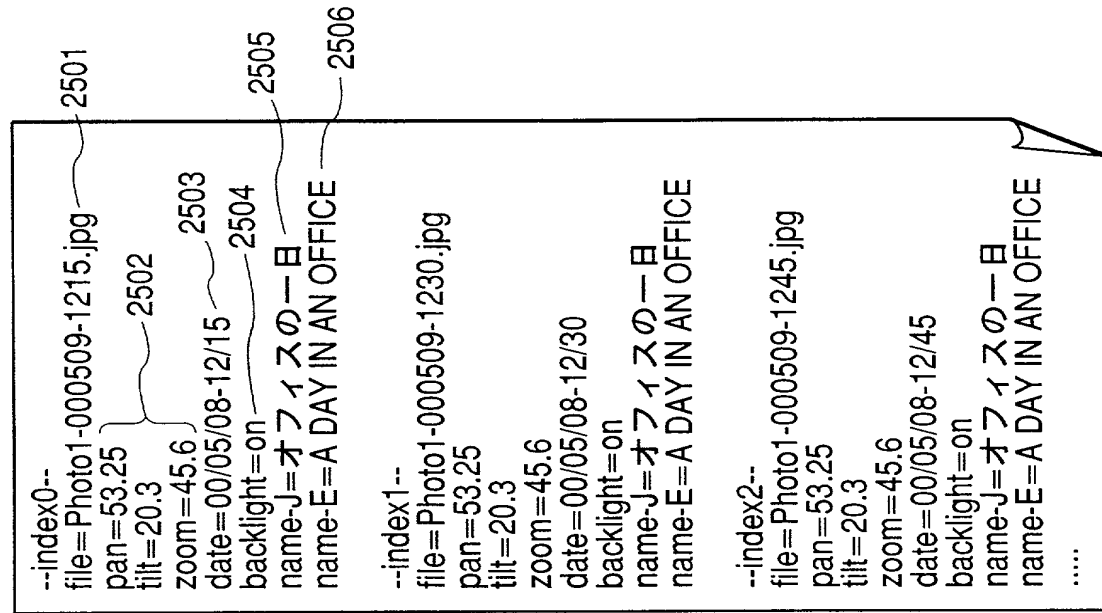 --index0--
file=Photo1-000509-1215.jpg
pan=53.25
tilt=20.3
zoom=45.6
date=00/05/08-12/15
backlight=on
name-J=オフィスの一日
name-E=A DAY IN AN OFFICE
2501
2502
2503
2504
2505
2506
--index1--
file=Photo1-000509-1230.jpg
pan=53.25
tilt=20.3
zoom=45.6
date=00/05/08-12/30
backlight=on
name-J=オフィスの一日
name-E=A DAY IN AN OFFICE
--index2--
file=Photo1-000509-1245.jpg
pan=53.25
tilt=20.3
zoom=45.6
date=00/05/08-12/45
backlight=on
name-J=オフィスの一日
name-E=A DAY IN AN OFFICE
.....